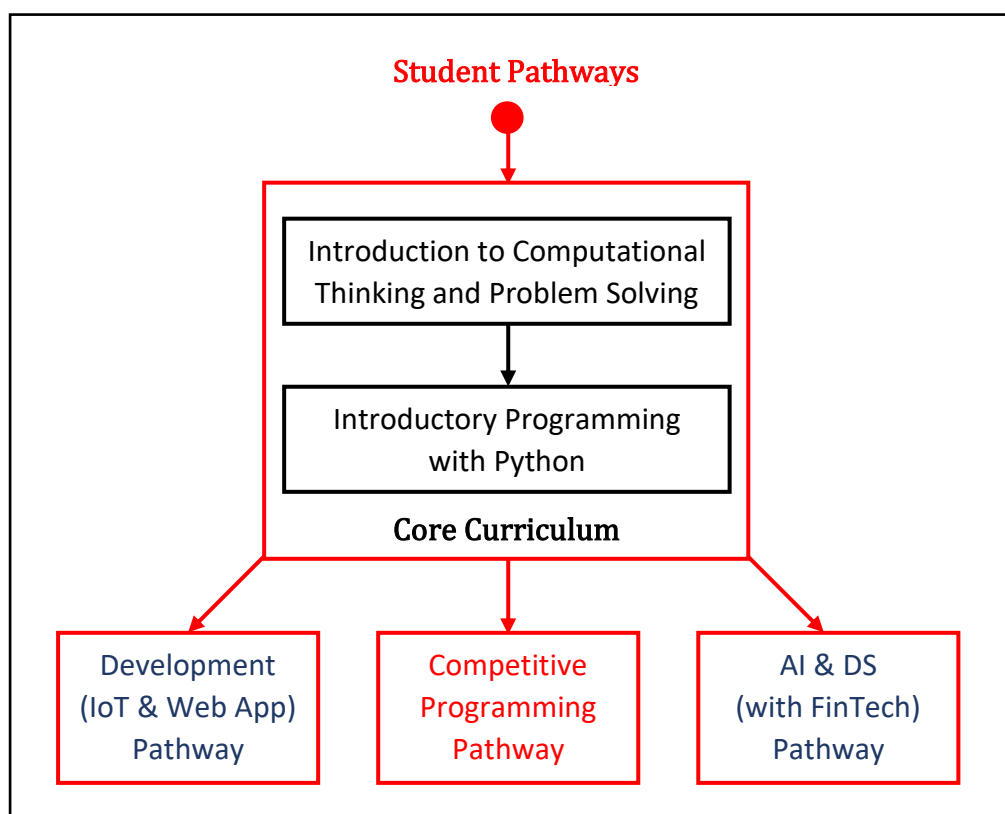 Student Pathways
Introduction to Computational
Thinking and Problem Solving
Introductory Programming
with Python
Core Curriculum
Development
(IoT & Web App)
Pathway
Competitive
Programming
Pathway
AI & DS
(with FinTech)
Pathway